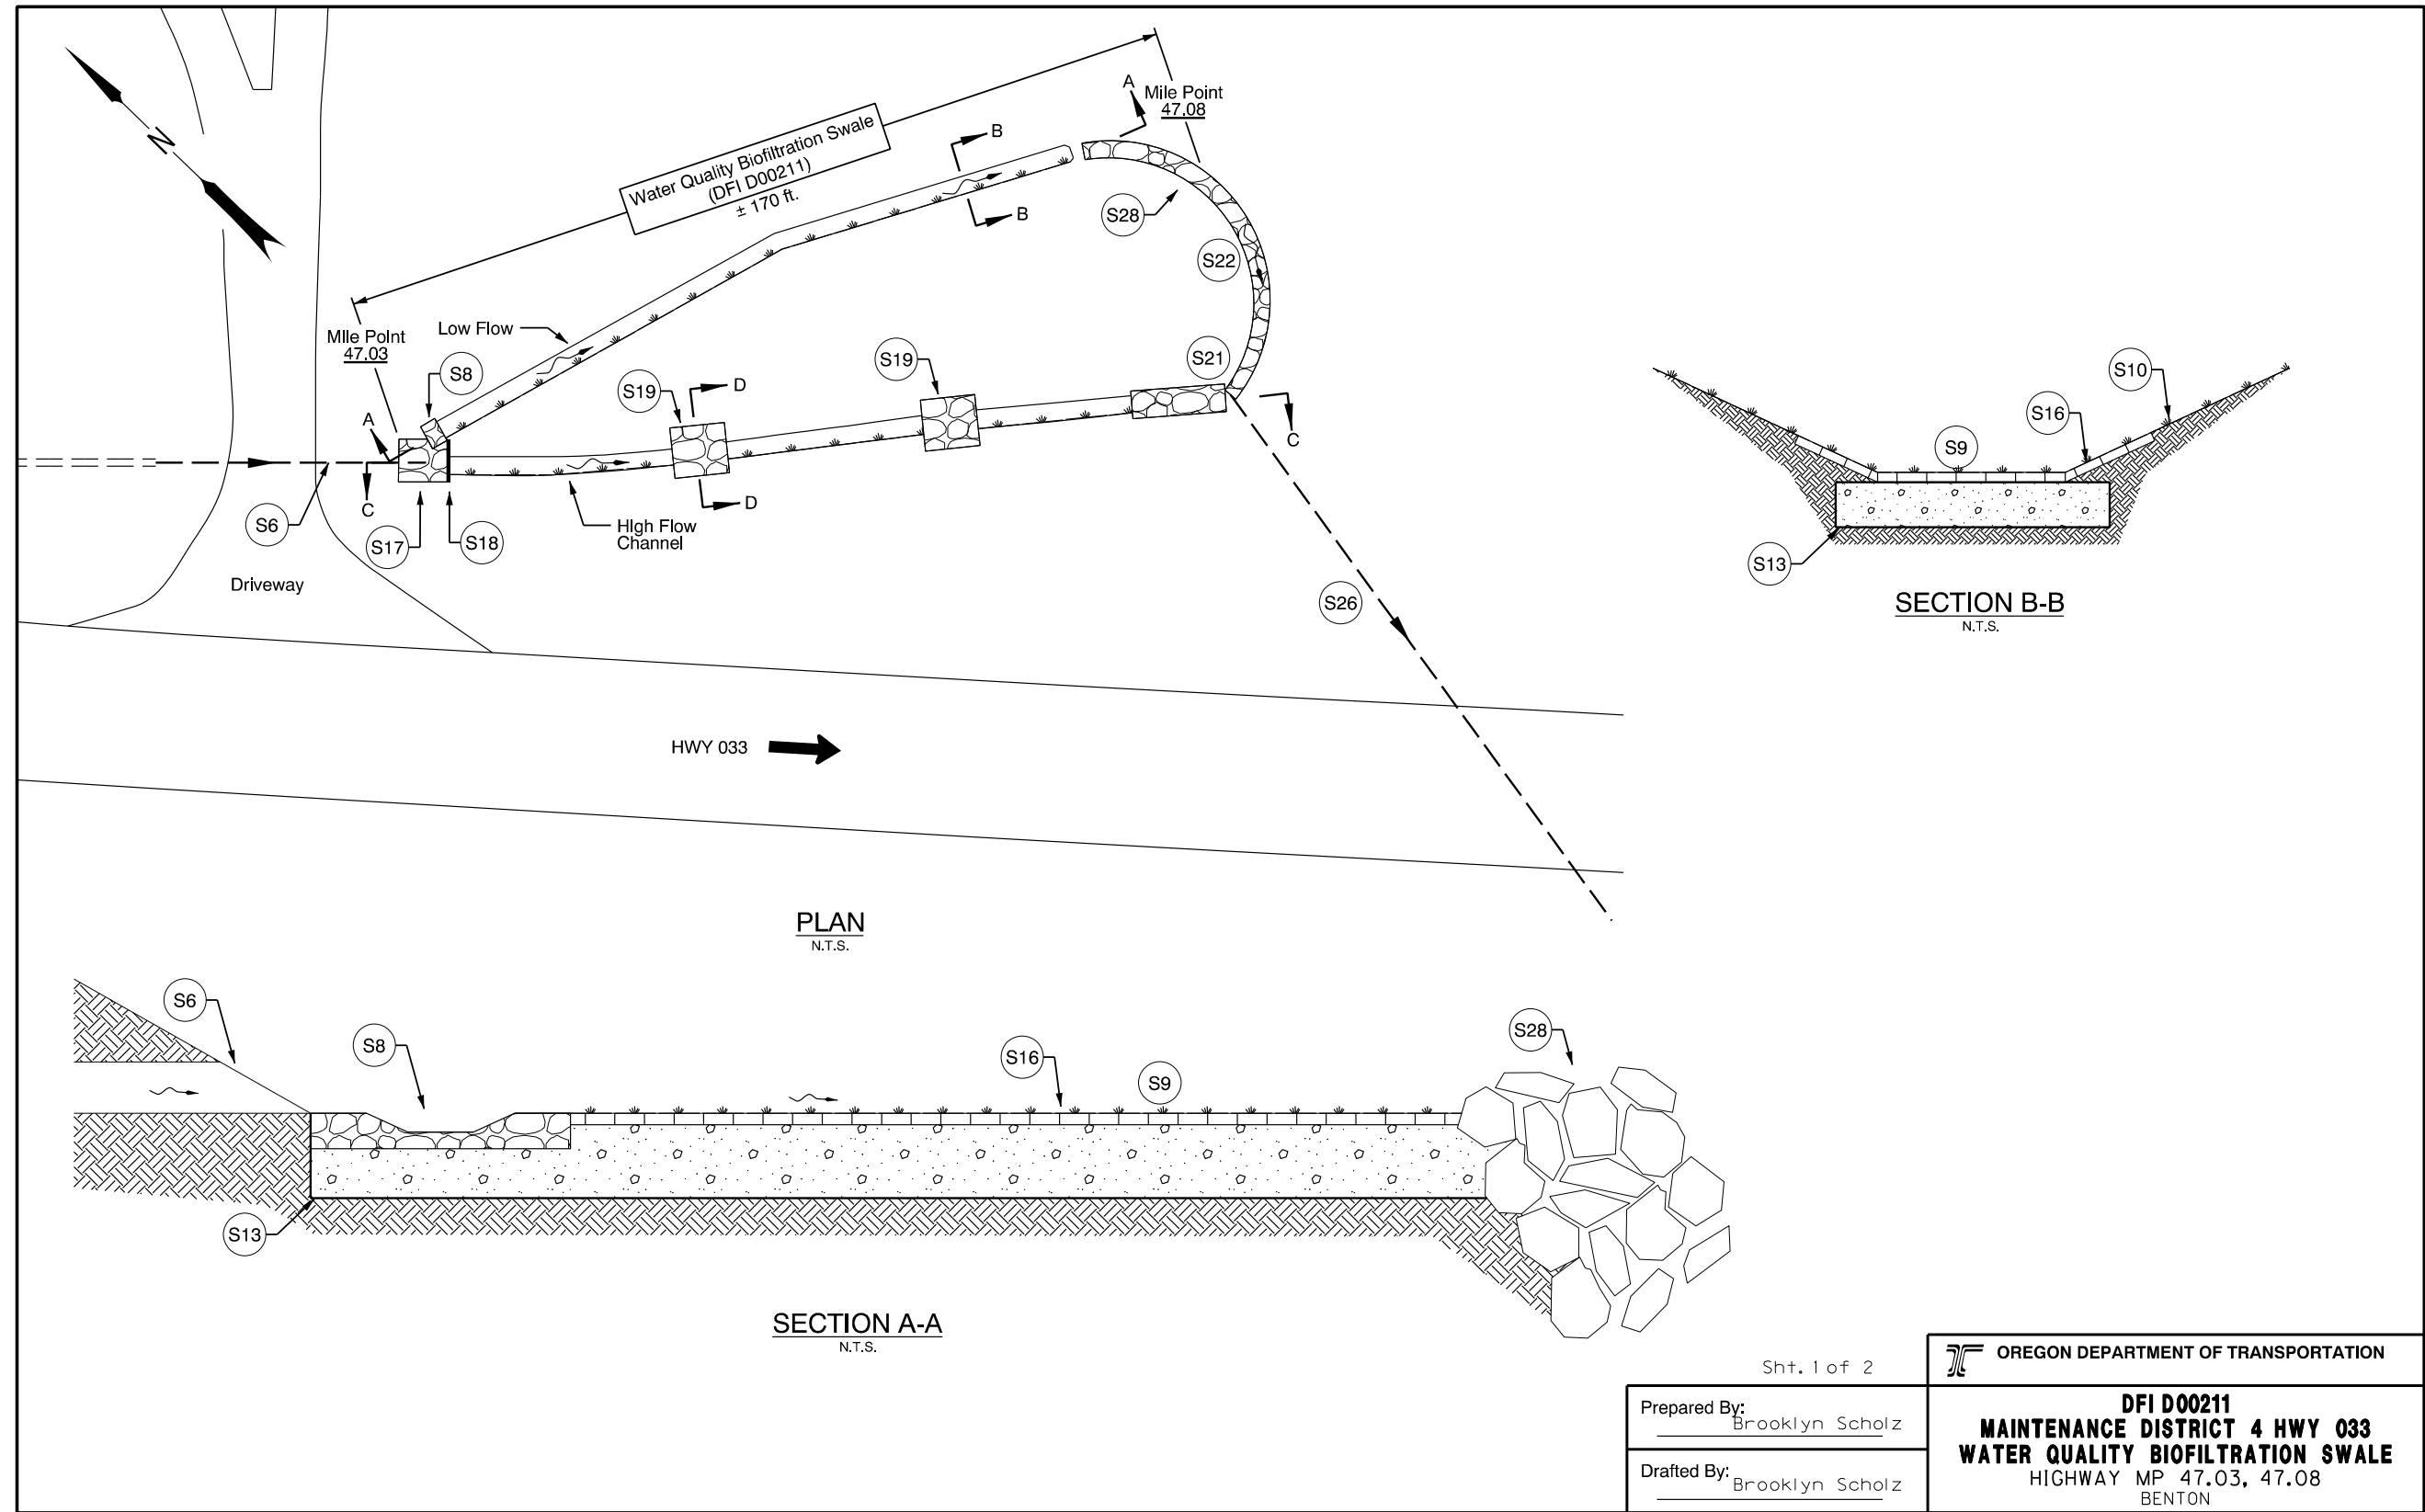 N
Water Quality Biofiltration Swale
(DFI D00211)
± 170 ft.
A
Mile Point
47.08
B
B
S28
S22
Mile Point
47.03
Low Flow
S8
S19
D
S19
S21
A
C
S6
S17
S18
D
High Flow
Channel
C
Driveway
S26
HWY 033
PLAN
N.T.S.
S10
S16
S9
S13
SECTION B-B
N.T.S.
S6
S8
S16
S9
S28
S13
SECTION A-A
N.T.S.
Sht. 1 of 2
OREGON DEPARTMENT OF TRANSPORTATION
Prepared By:
Brooklyn Scholz
Drafted By:
Brooklyn Scholz
DFI D00211
MAINTENANCE DISTRICT 4 HWY 033
WATER QUALITY BIOFILTRATION SWALE
HIGHWAY MP 47.03, 47.08
BENTON